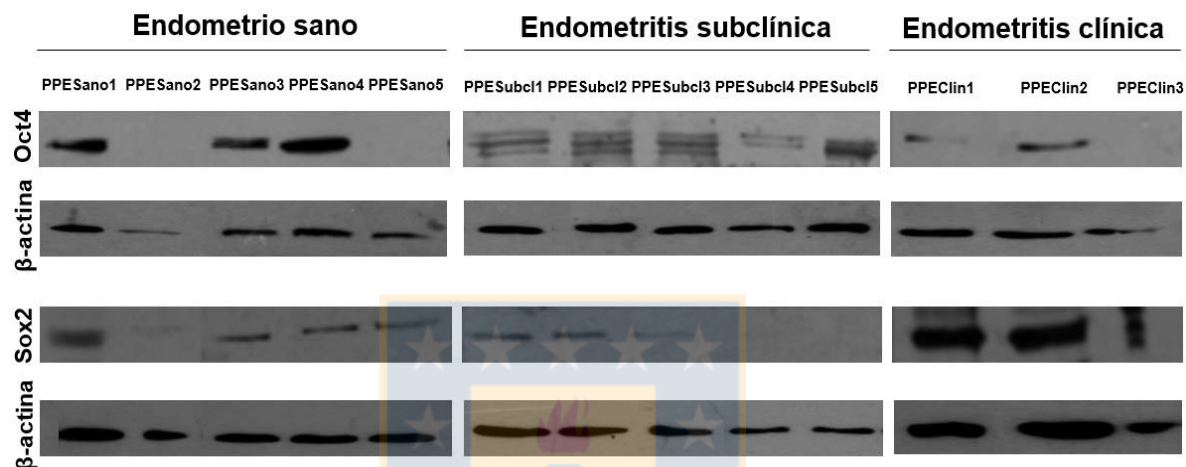 Endometrio sano
Endometritis subclínica
Endometritis clínica
PPESano1 PPESano2 PPESano3 PPESano4 PPESano5
PPESubcl1 PPESubcl2 PPESubcl3 PPESubcl4 PPESubcl5
PPEClin1 PPEClin2 PPEClin3
Oct4
β-actina
Sox2
β-actina